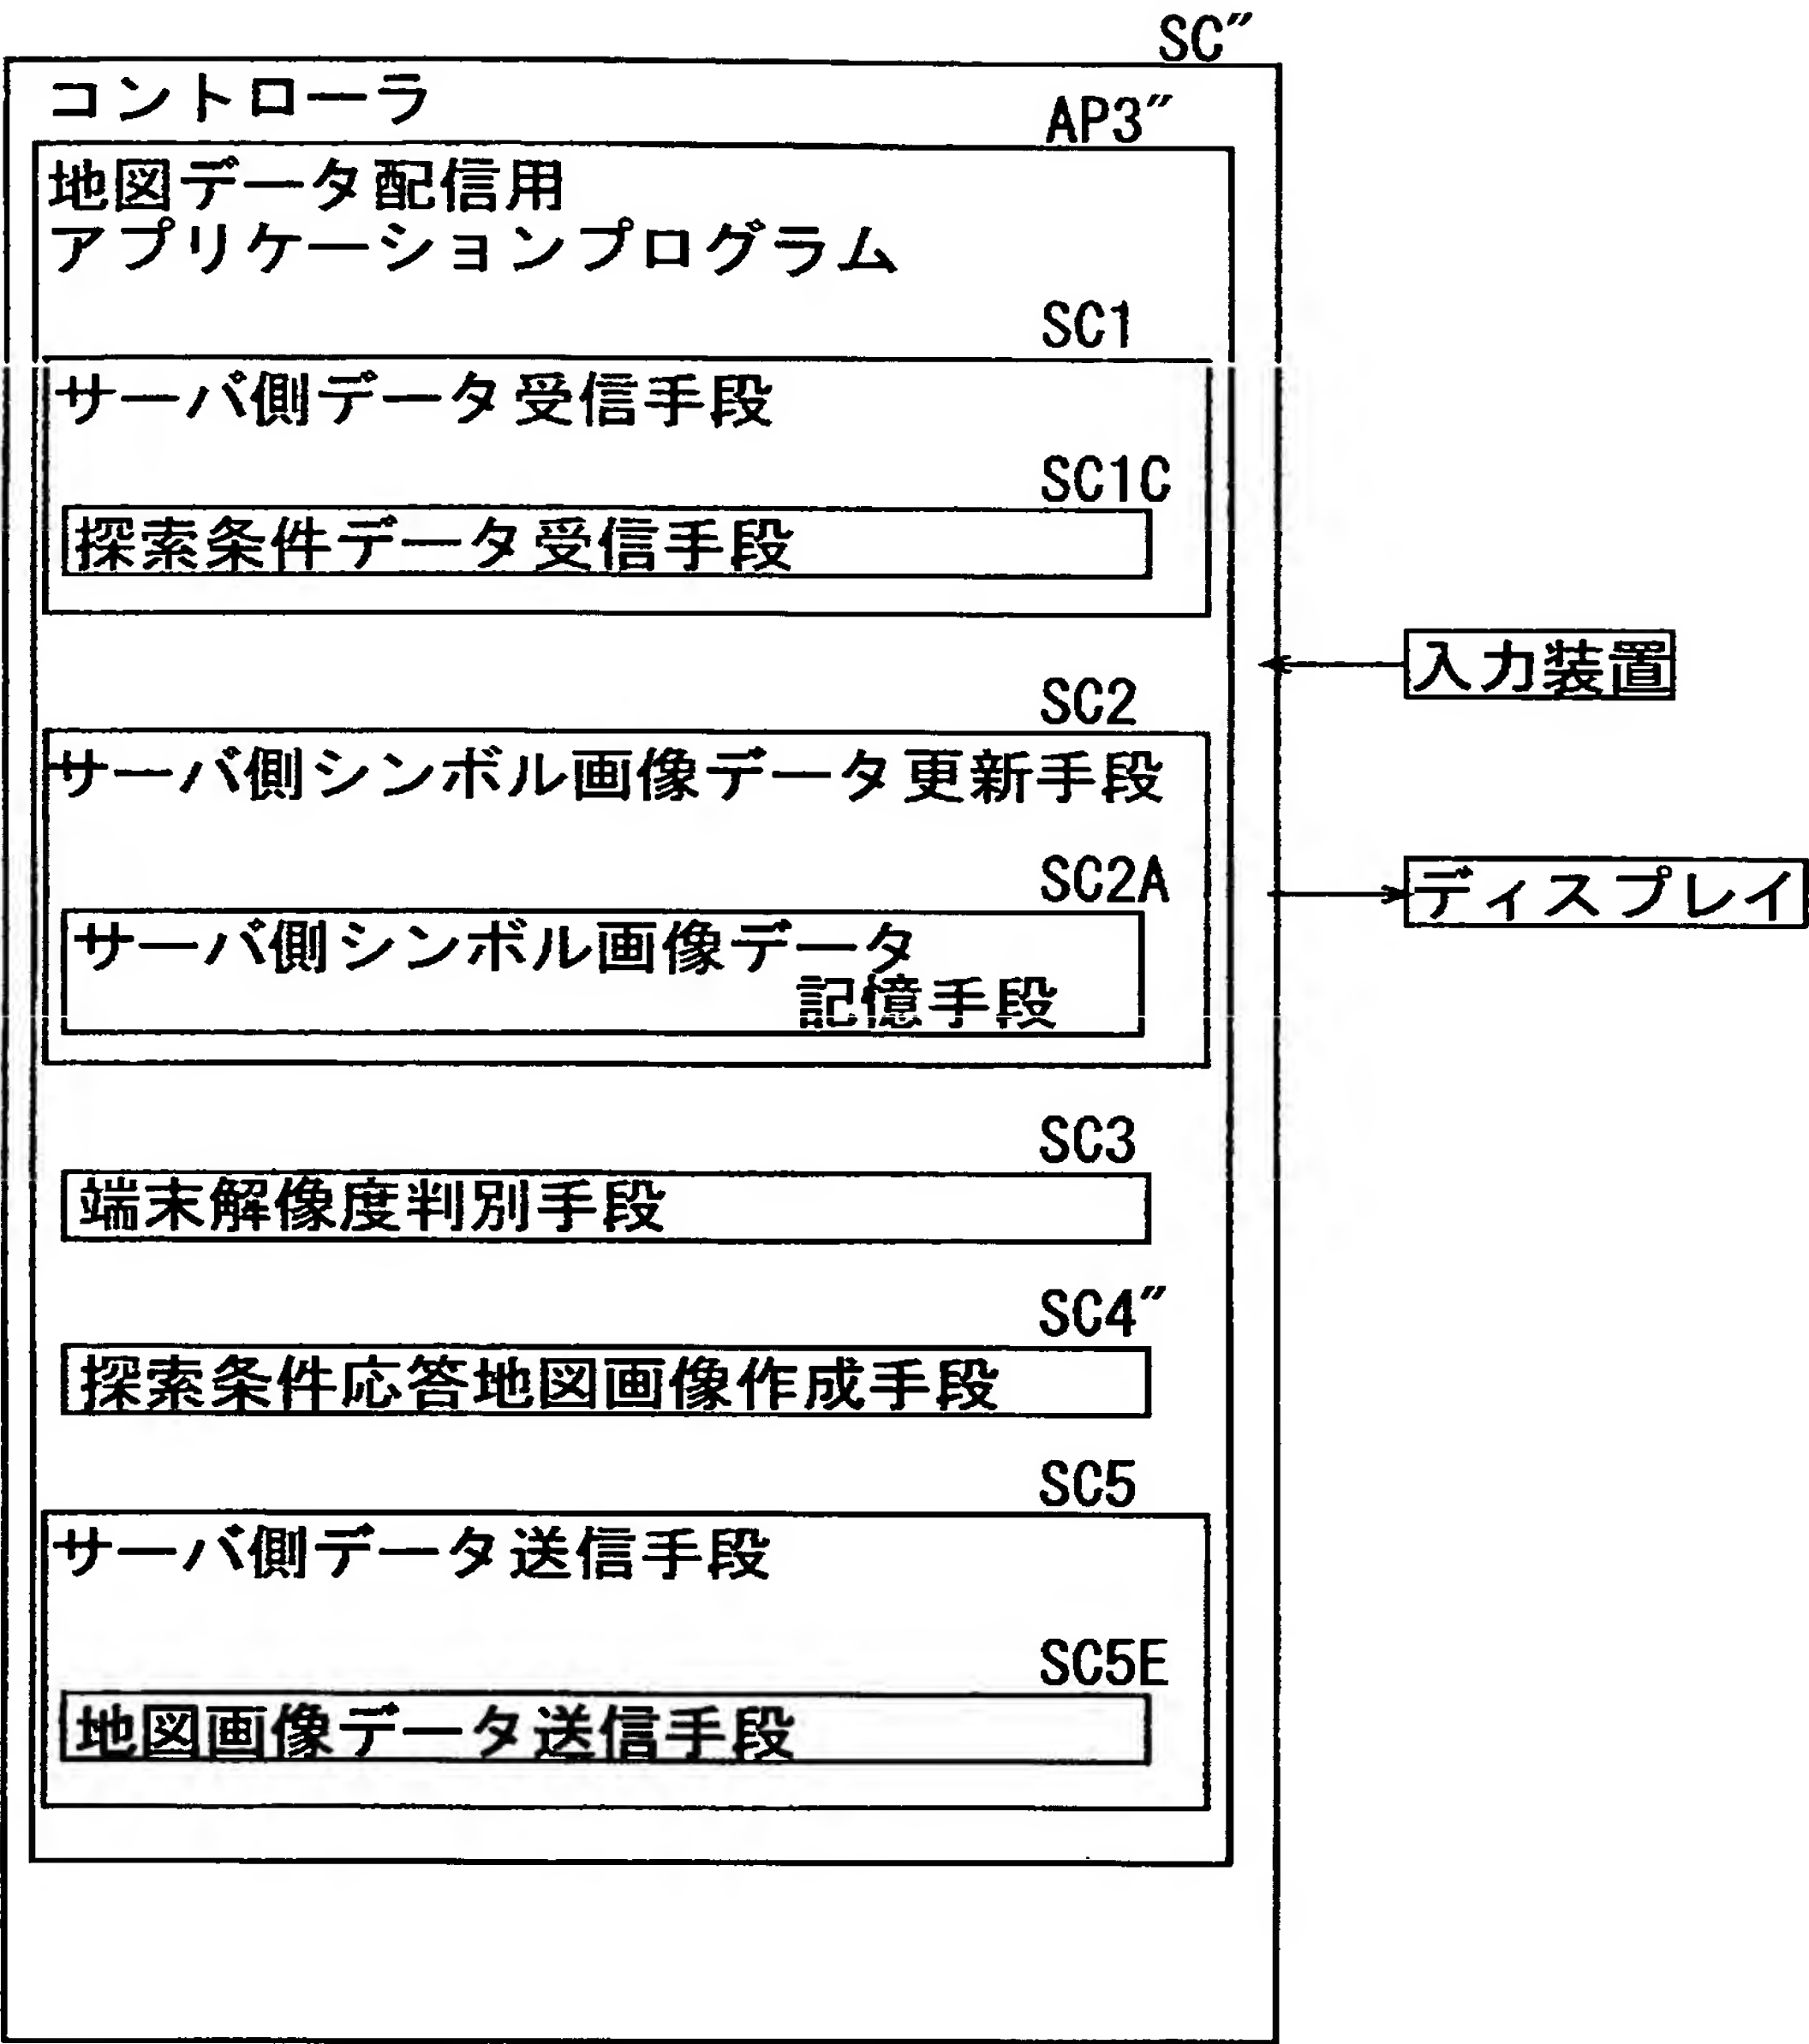 SC″
コントローラ
AP3″
地図データ配信用
アプリケーションプログラム
SC1
サーバ側データ受信手段
SC1C
探索条件データ受信手段
入力装置
SC2
サーバ側シンボル画像データ更新手段
SC2A
ディスプレイ
サーバ側シンボル画像データ
記憶手段
SC3
端末解像度判別手段
SC4″
探索条件応答地図画像作成手段
SC5
サーバ側データ送信手段
SC5E
地図画像データ送信手段